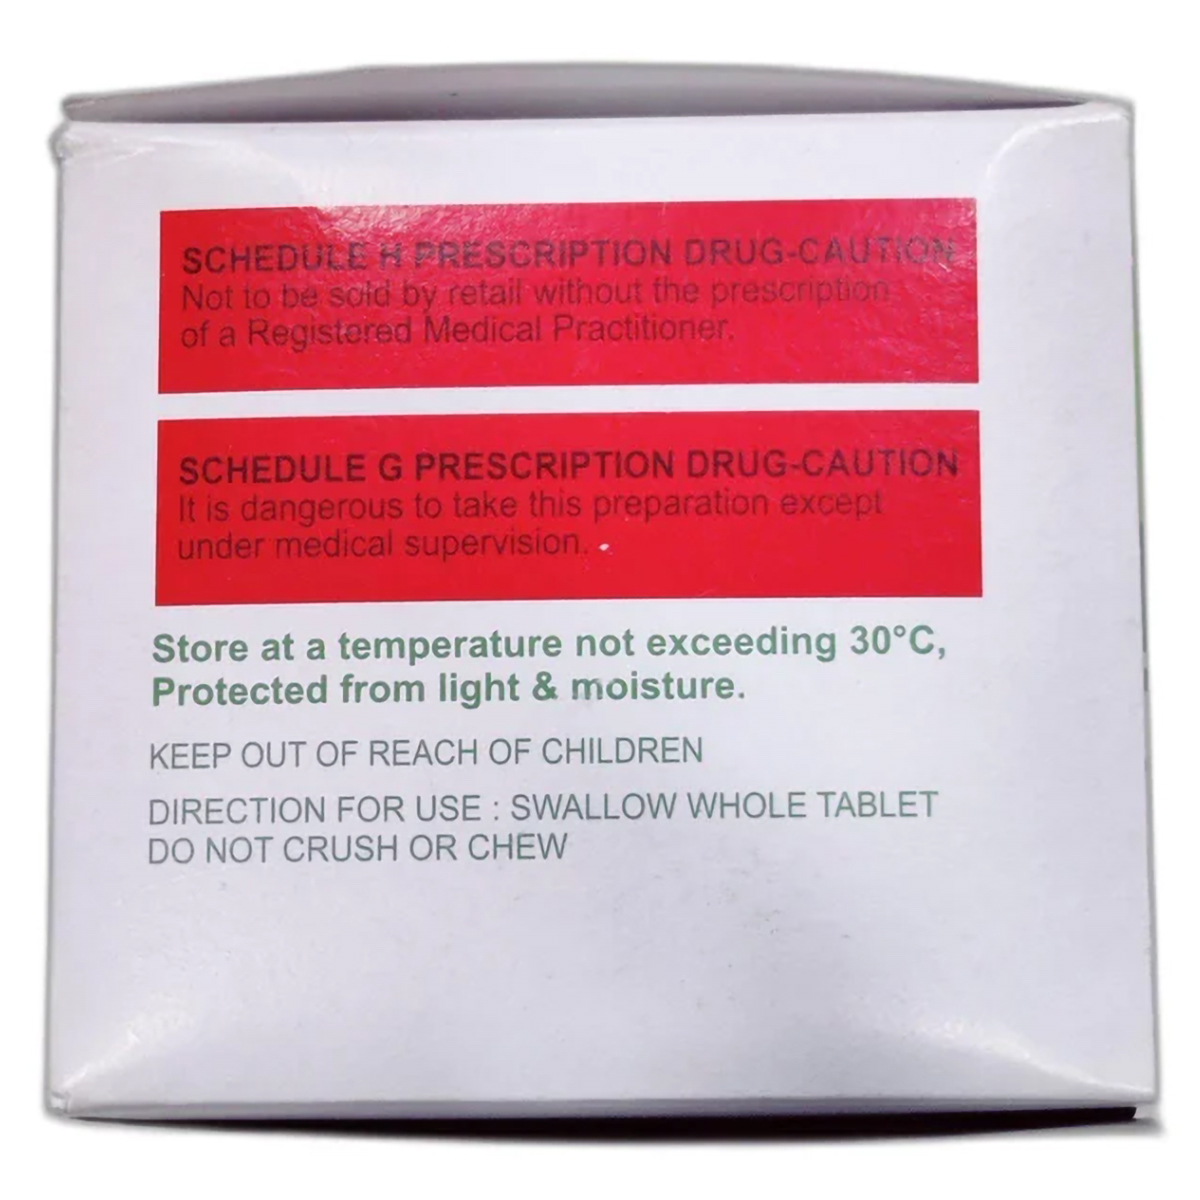 SCHEDULE H PRESCRIPTION DRUG-CAUTION
Not to be sold by retail without the prescription
of a Registered Medical Practitioner.
SCHEDULE G PRESCRIPTION DRUG-CAUTION
It is dangerous to take this preparation except
under medical supervision.
Store at a temperature not exceeding 30°C,
Protected from light & moisture.
KEEP OUT OF REACH OF CHILDREN
DIRECTION FOR USE : SWALLOW WHOLE TABLET
DO NOT CRUSH OR CHEW